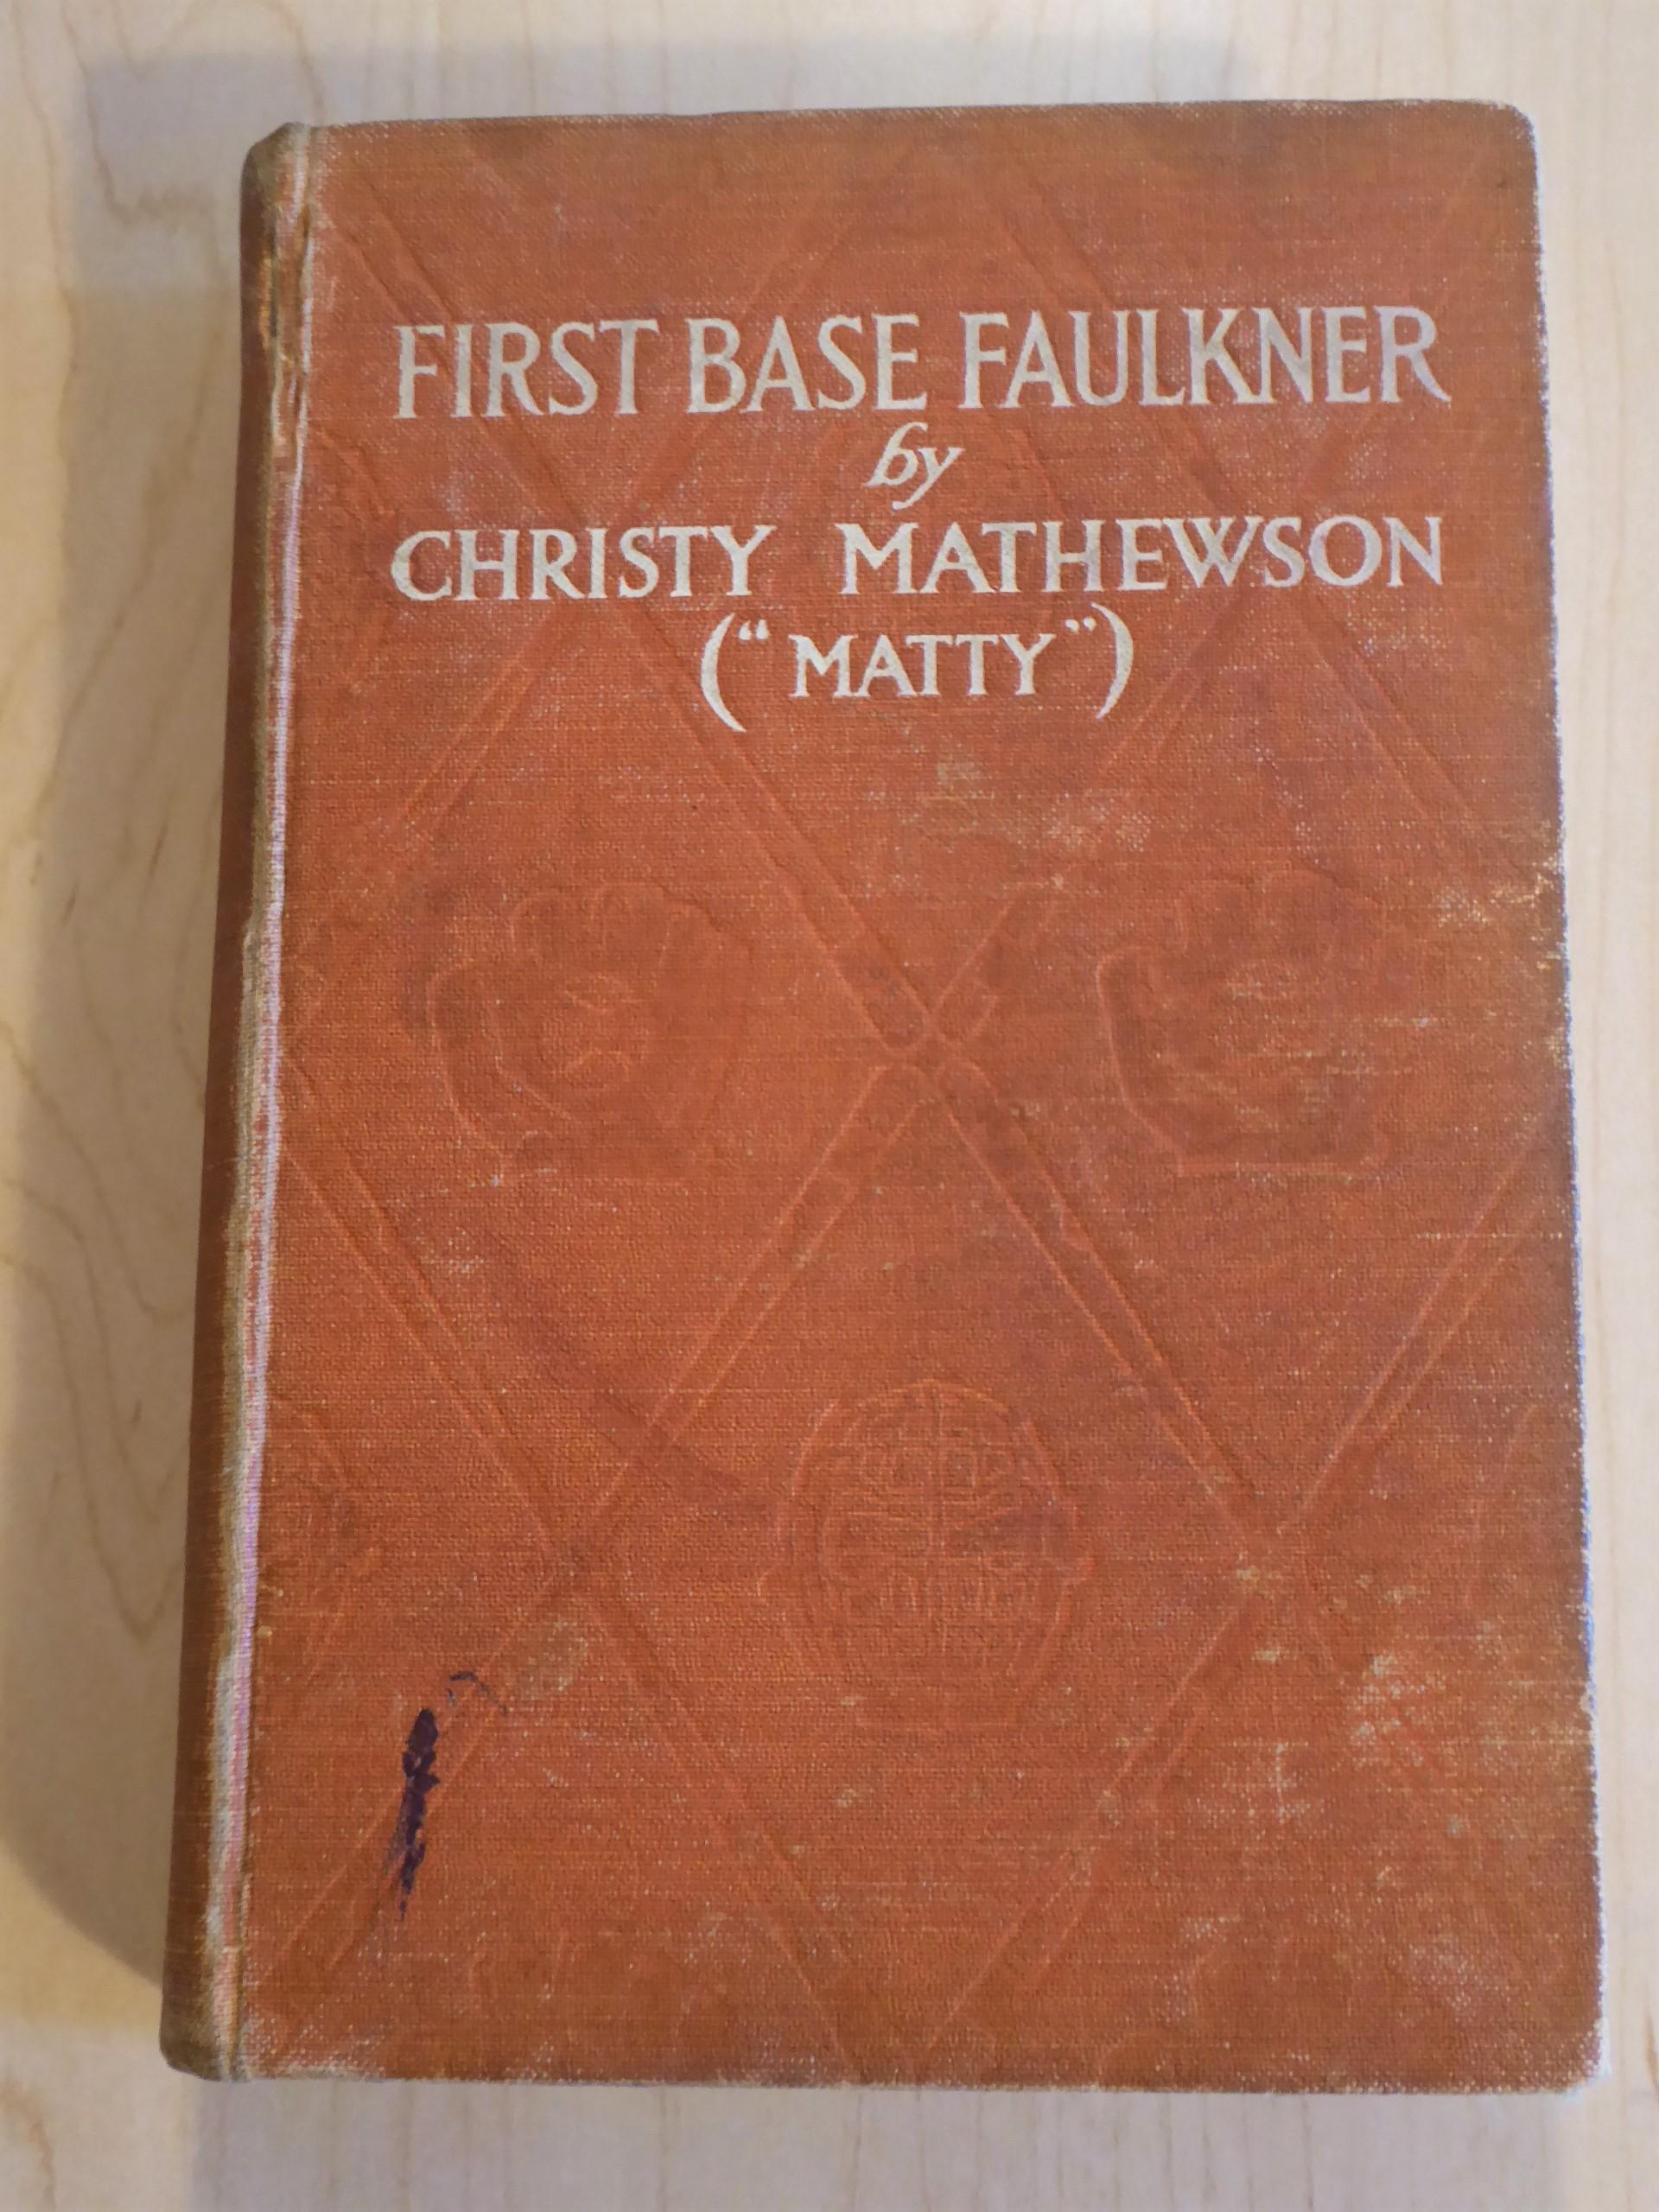 FIRST BASE FAULKNER
by
CHRISTY MATHEWSON
(“MATTY”)